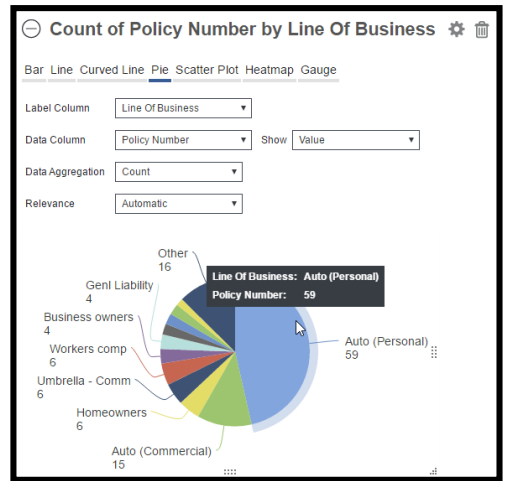 Count of Policy Number by Line Of Business
Bar Line Curved Line Pie Scatter Plot Heatmap Gauge
Label Column Line Of Business
Data Column Policy Number Show Value
Data Aggregation Count
Relevance Automatic
Other
16
Line Of Business: Auto (Personal)
Policy Number: 59
Genl Liability
4
Business owners
4
Auto (Personal)
59
Workers comp
6
Umbrella - Comm
6
Homeowners
6
Auto (Commercial)
15